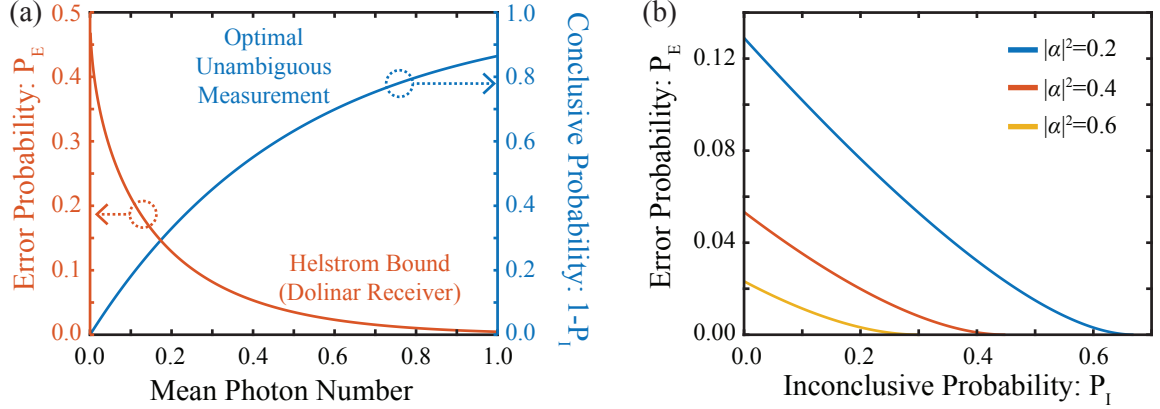 (a)
0.5
0.4
0.3
0.2
0.1
0.0
Error Probability: P_E
Optimal
Unambiguous
Measurement
Helstrom Bound
(Dolinar Receiver)
1.0
0.8
0.6
0.4
0.2
0.0
Conclusive Probability: 1-P_I
0.0 0.2 0.4 0.6 0.8 1.0
Mean Photon Number
(b)
0.12
0.08
0.04
0.00
Error Probability: P_E
|α|²=0.2
|α|²=0.4
|α|²=0.6
0.0 0.2 0.4 0.6
Inconclusive Probability: P_I